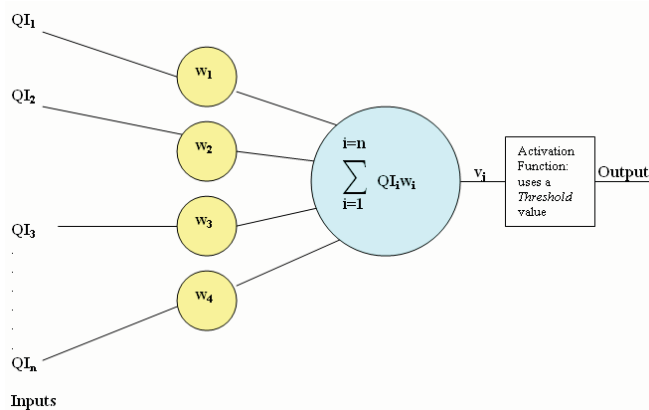 QI₁
w₁
QI₂
w₂
i=n
∑ QIᵢwᵢ
i=1
vᵢ
Activation
Function:
uses a
Threshold
value
Output
QI₃
w₃
.
.
.
.
.
w₄
QIₙ
Inputs